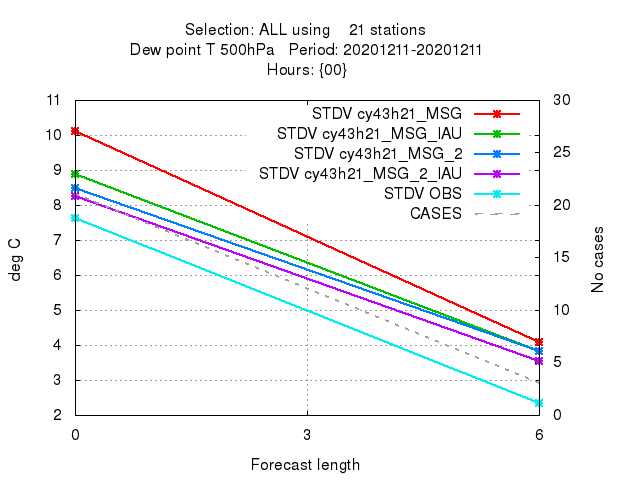 Selection: ALL using    21 stations
Dew point T 500hPa   Period: 20201211-20201211
Hours: {00}
STDV cy43h21_MSG
STDV cy43h21_MSG_IAU
STDV cy43h21_MSG_2
STDV cy43h21_MSG_2_IAU
STDV OBS
CASES
11
10
9
8
7
6
5
4
3
2
deg C
30
25
20
15
10
5
0
No cases
0 3 6
Forecast length